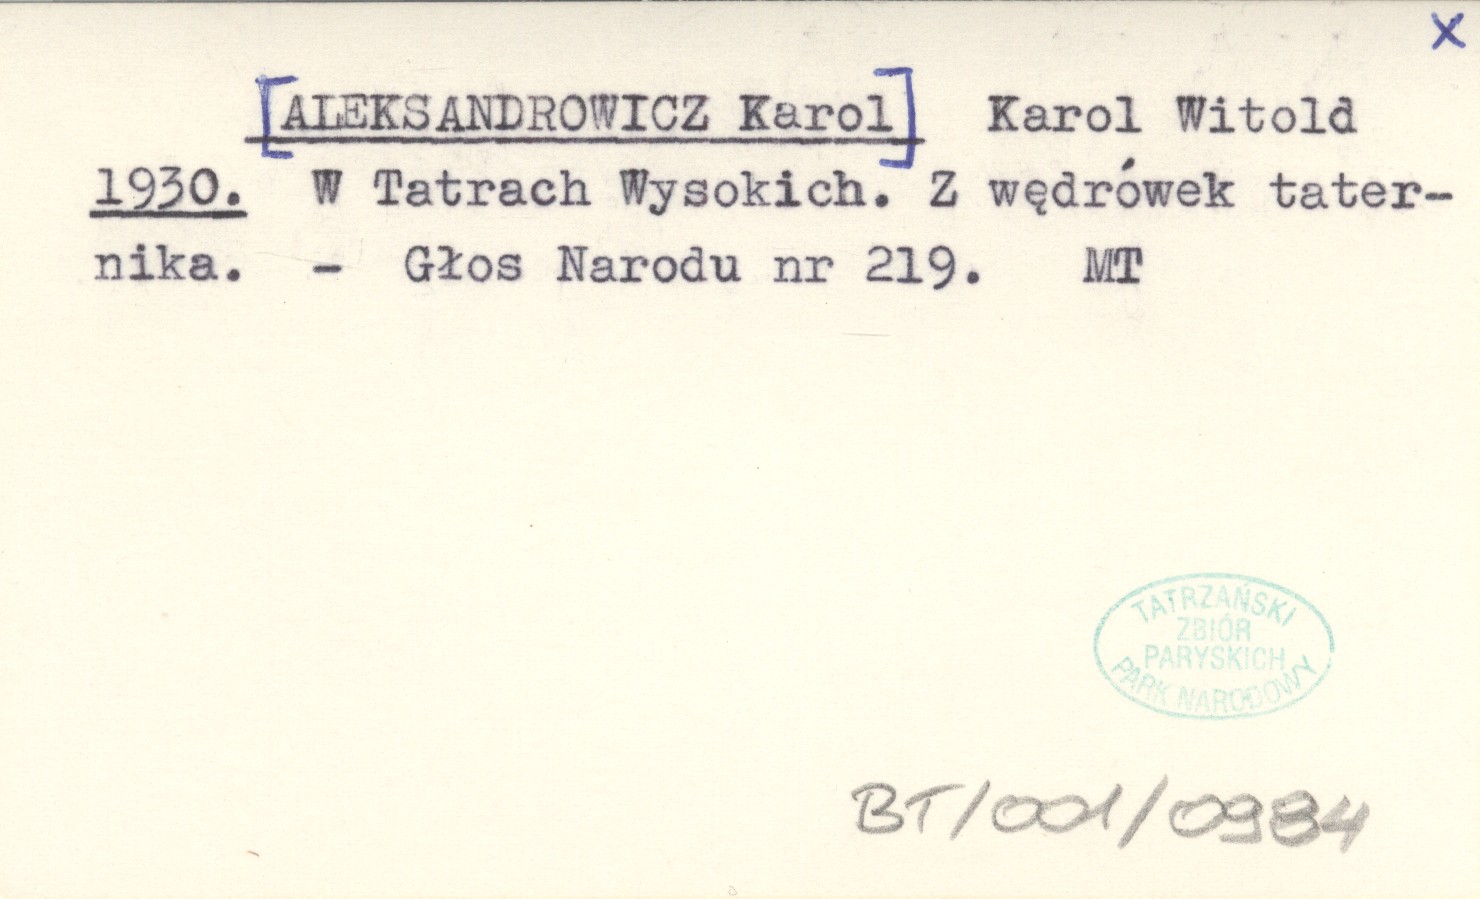 x
[ALEKSANDROWICZ Karol] Karol Witold
1930. W Tatrach Wysokich. Z wędrówek tater-
nika. - Głos Narodu nr 219. MT
TATRZAŃSKI
ZBIÓR
PARYSKICH
PARK NARODOWY
BT/001/0984